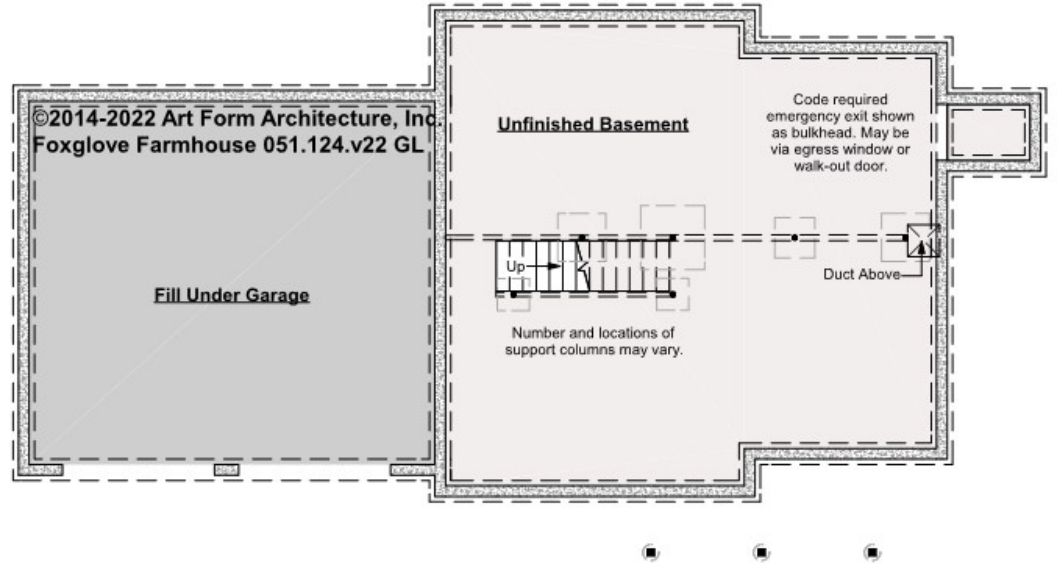 ©2014-2022 Art Form Architecture, Inc.
Foxglove Farmhouse 051.124.v22 GL
Unfinished Basement
Code required
emergency exit shown
as bulkhead. May be
via egress window or
walk-out door.
Up
Duct Above
Fill Under Garage
Number and locations of
support columns may vary.